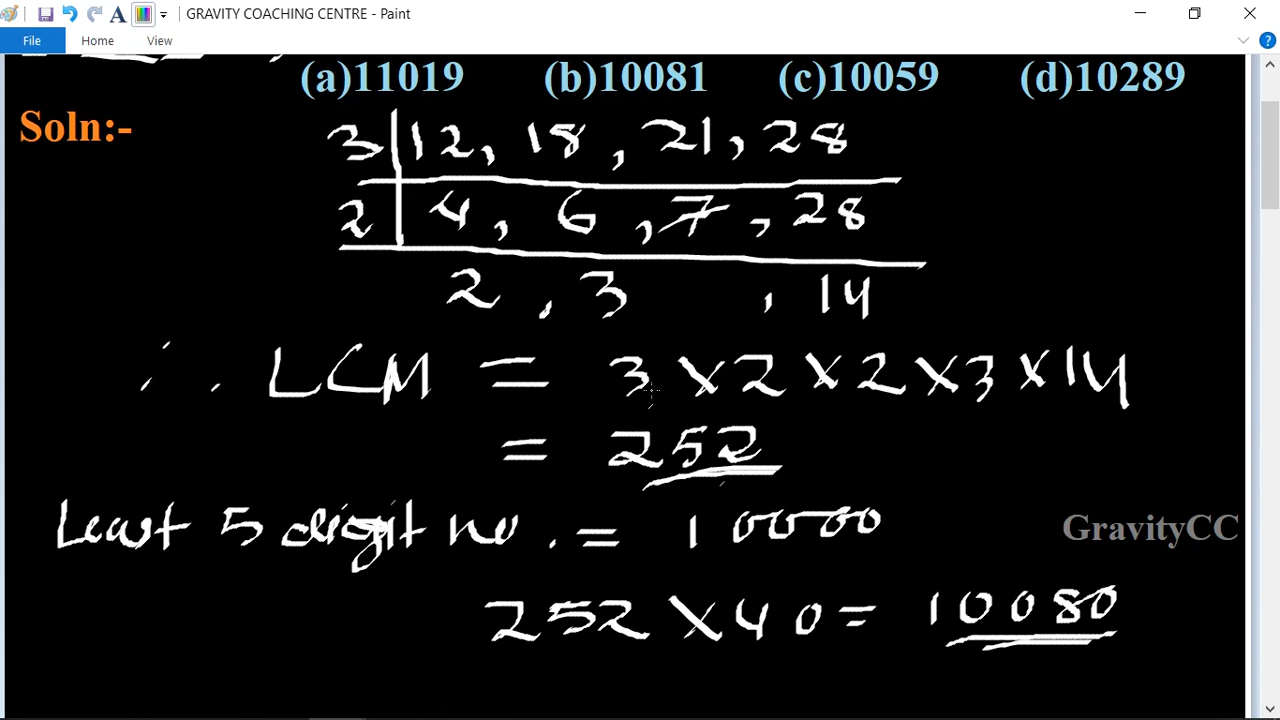 GRAVITY COACHING CENTRE - Paint
File Home View
(a)11019 (b)10081 (c)10059 (d)10289
Soln:-
3 12, 18, 21, 28
2 4, 6, 7, 28
2, 3, 14
∴ LCM = 3 × 2 × 2 × 3 × 14
= 252
Least 5 digit no. = 10000
GravityCC
252 × 40 = 10080